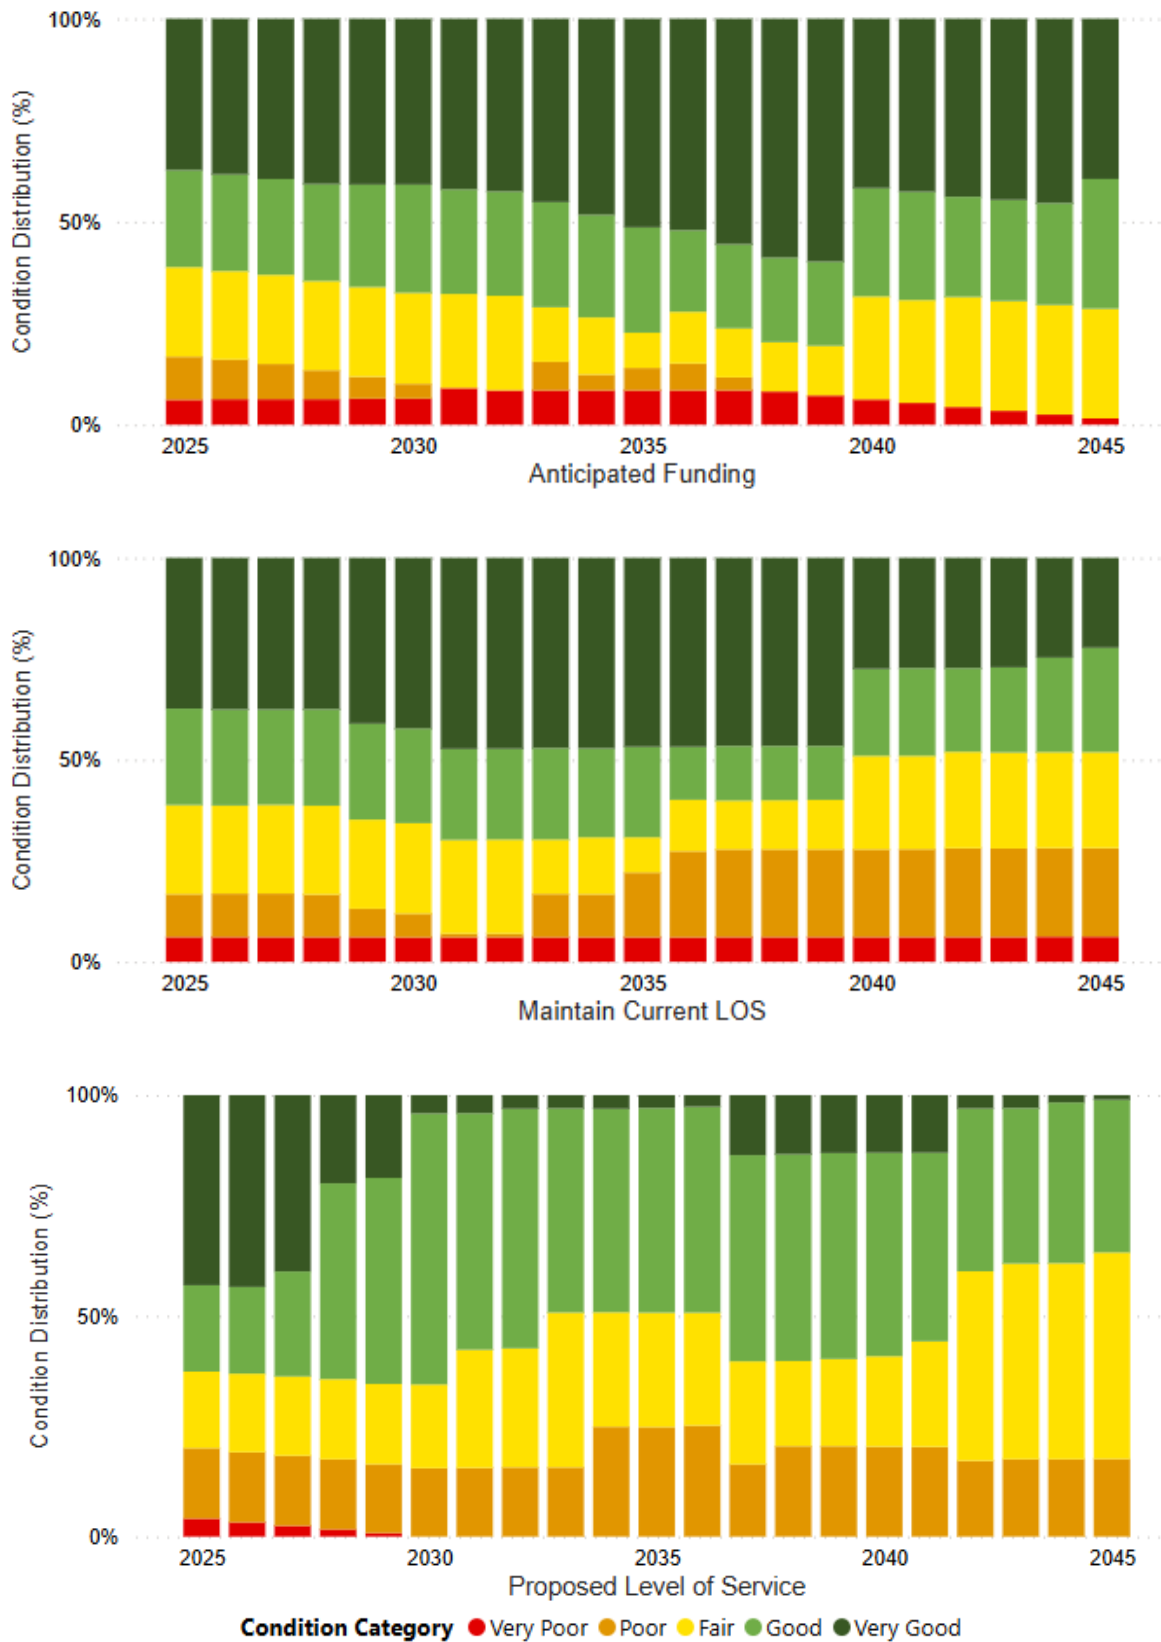 100%
Condition Distribution (%)
50%
0%
2025 2030 2035 2040 2045
Anticipated Funding
100%
Condition Distribution (%)
50%
0%
2025 2030 2035 2040 2045
Maintain Current LOS
100%
Condition Distribution (%)
50%
0%
2025 2030 2035 2040 2045
Proposed Level of Service
Condition Category Very Poor Poor Fair Good Very Good